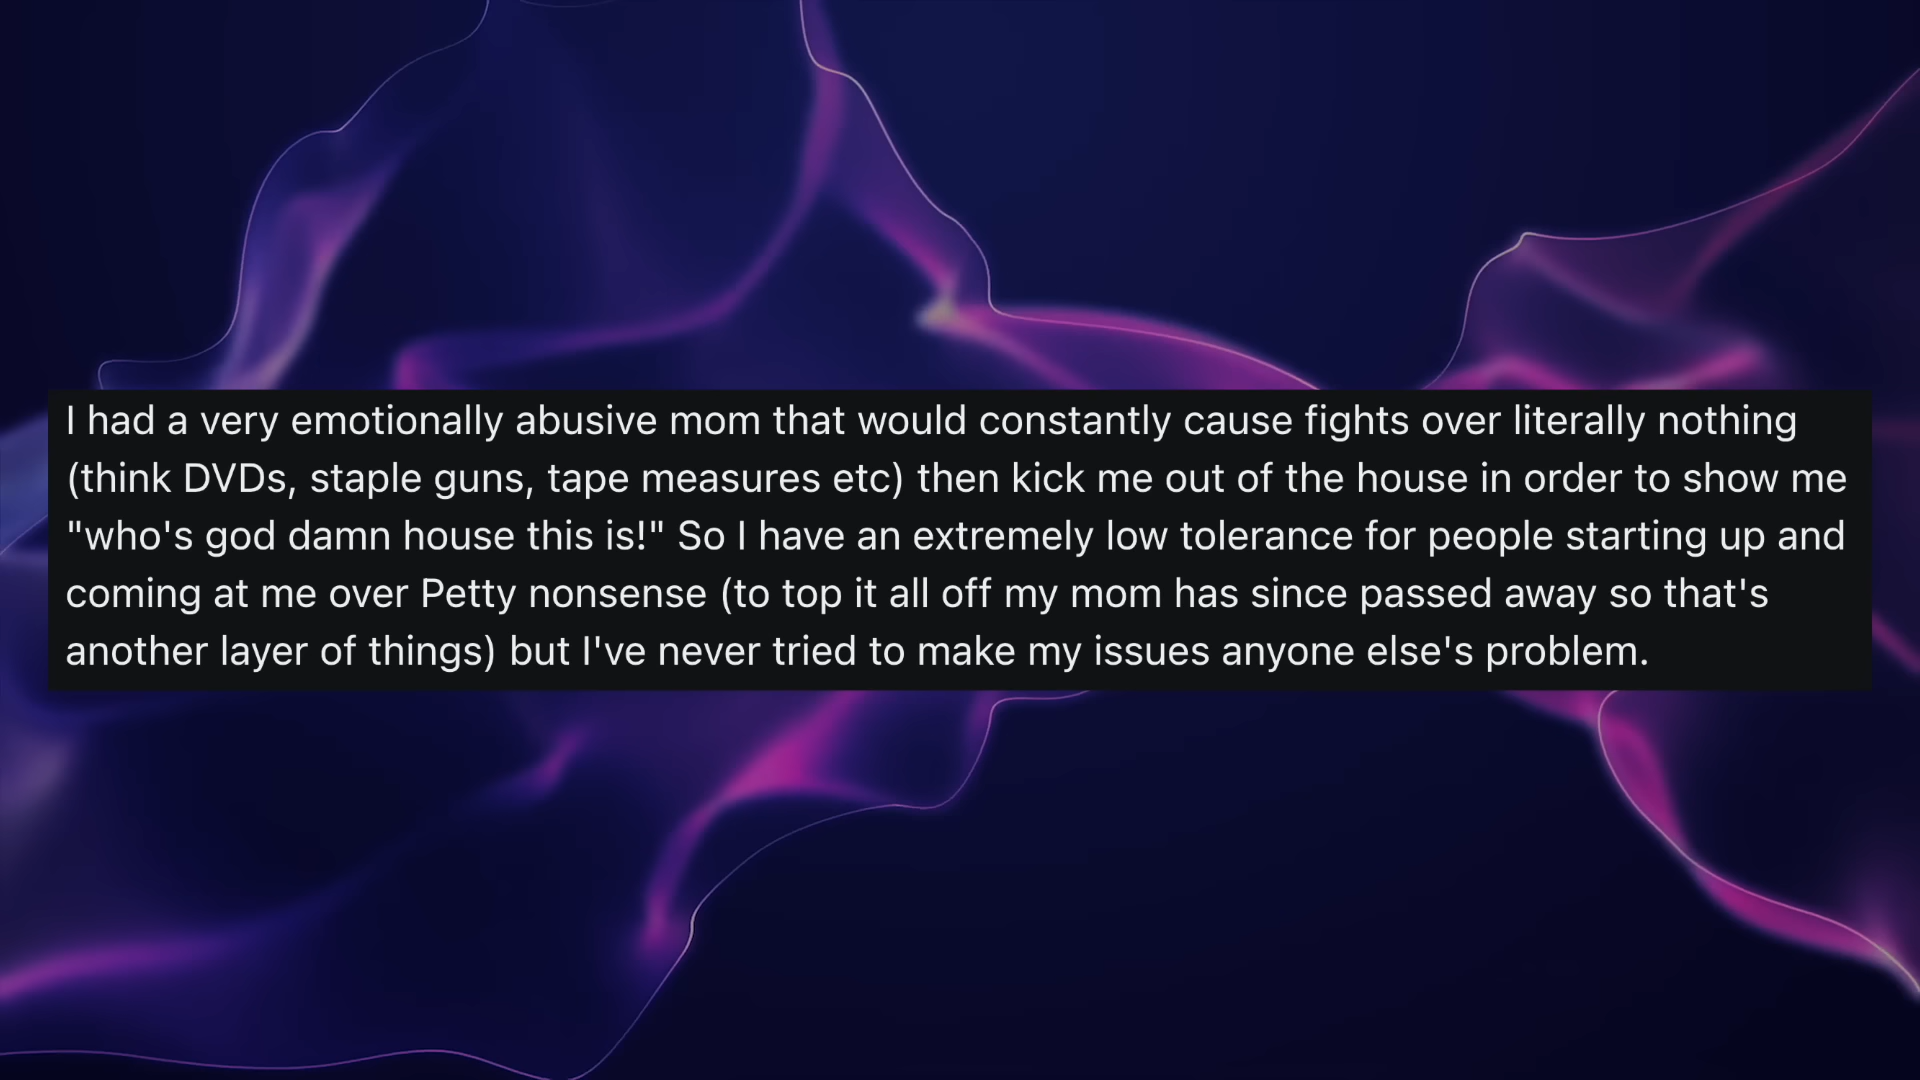 I had a very emotionally abusive mom that would constantly cause fights over literally nothing
(think DVDs, staple guns, tape measures etc) then kick me out of the house in order to show me
"who's god damn house this is!" So I have an extremely low tolerance for people starting up and
coming at me over Petty nonsense (to top it all off my mom has since passed away so that's
another layer of things) but I've never tried to make my issues anyone else's problem.